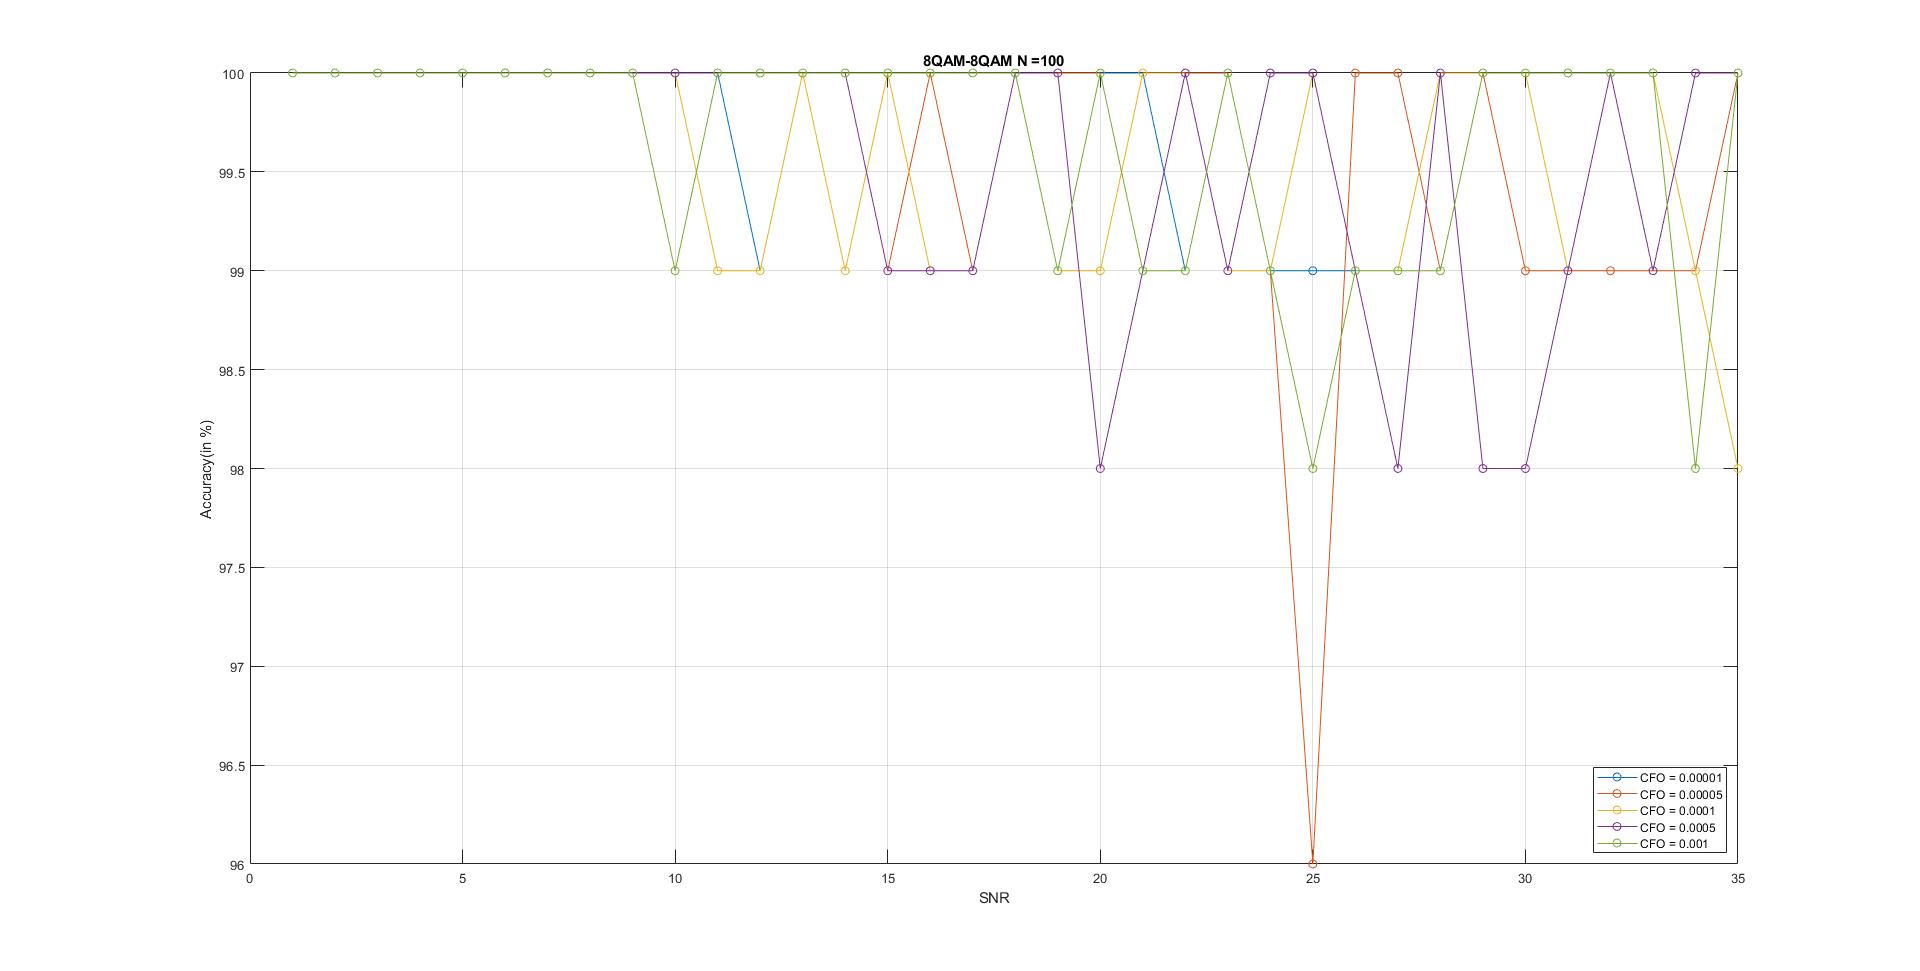 8QAM-8QAM N =100
100
99.5
99
98.5
98
97.5
97
96.5
96
Accuracy(in %)
0 5 10 15 20 25 30 35
SNR
CFO = 0.00001
CFO = 0.00005
CFO = 0.0001
CFO = 0.0005
CFO = 0.001